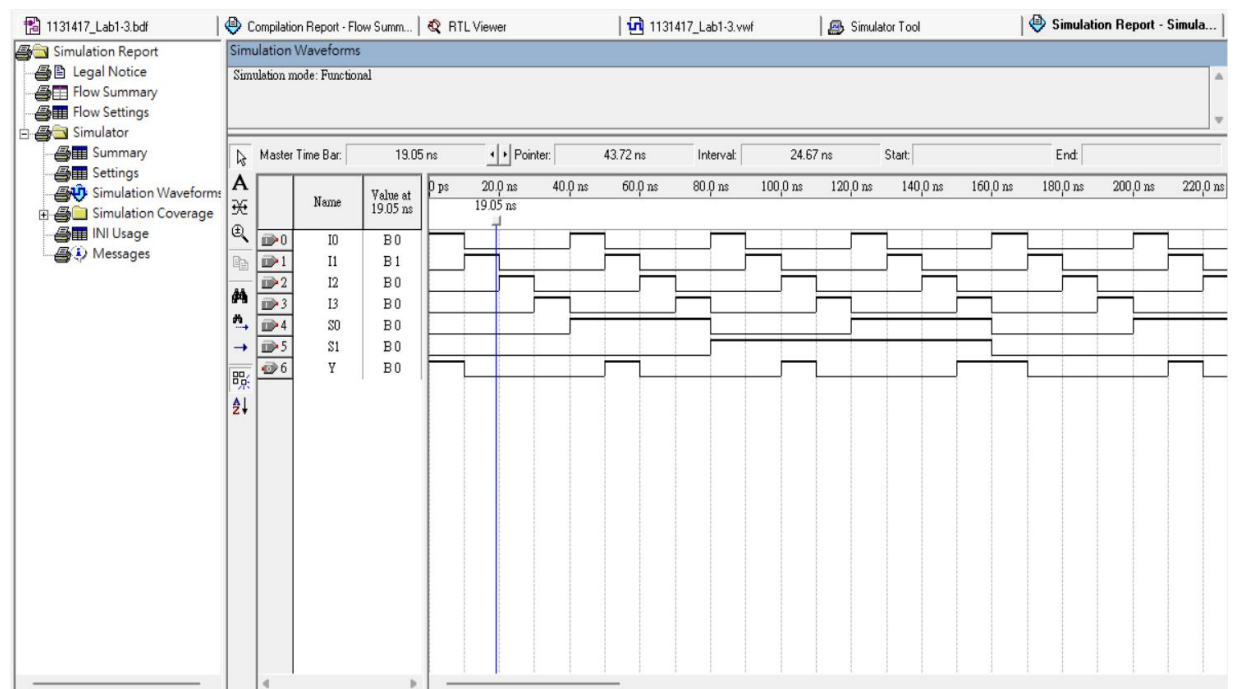 1131417_Lab1-3.bdf
Compilation Report - Flow Summ...
RTL Viewer
1131417_Lab1-3.vwf
Simulator Tool
Simulation Report - Simula...
Simulation Report
Legal Notice
Flow Summary
Flow Settings
Simulator
Summary
Settings
Simulation Waveforms
Simulation Coverage
INI Usage
Messages
Simulation Waveforms
Simulation mode: Functional
Master Time Bar: 19.05 ns Pointer: 43.72 ns Interval: 24.67 ns Start: End:
Name Value at 19.05 ns
0 ps 20.0 ns 40.0 ns 60.0 ns 80.0 ns 100.0 ns 120.0 ns 140.0 ns 160.0 ns 180.0 ns 200.0 ns 220.0 ns
19.05 ns
0 I0 B 0
1 I1 B 1
2 I2 B 0
3 I3 B 0
4 S0 B 0
5 S1 B 0
6 Y B 0